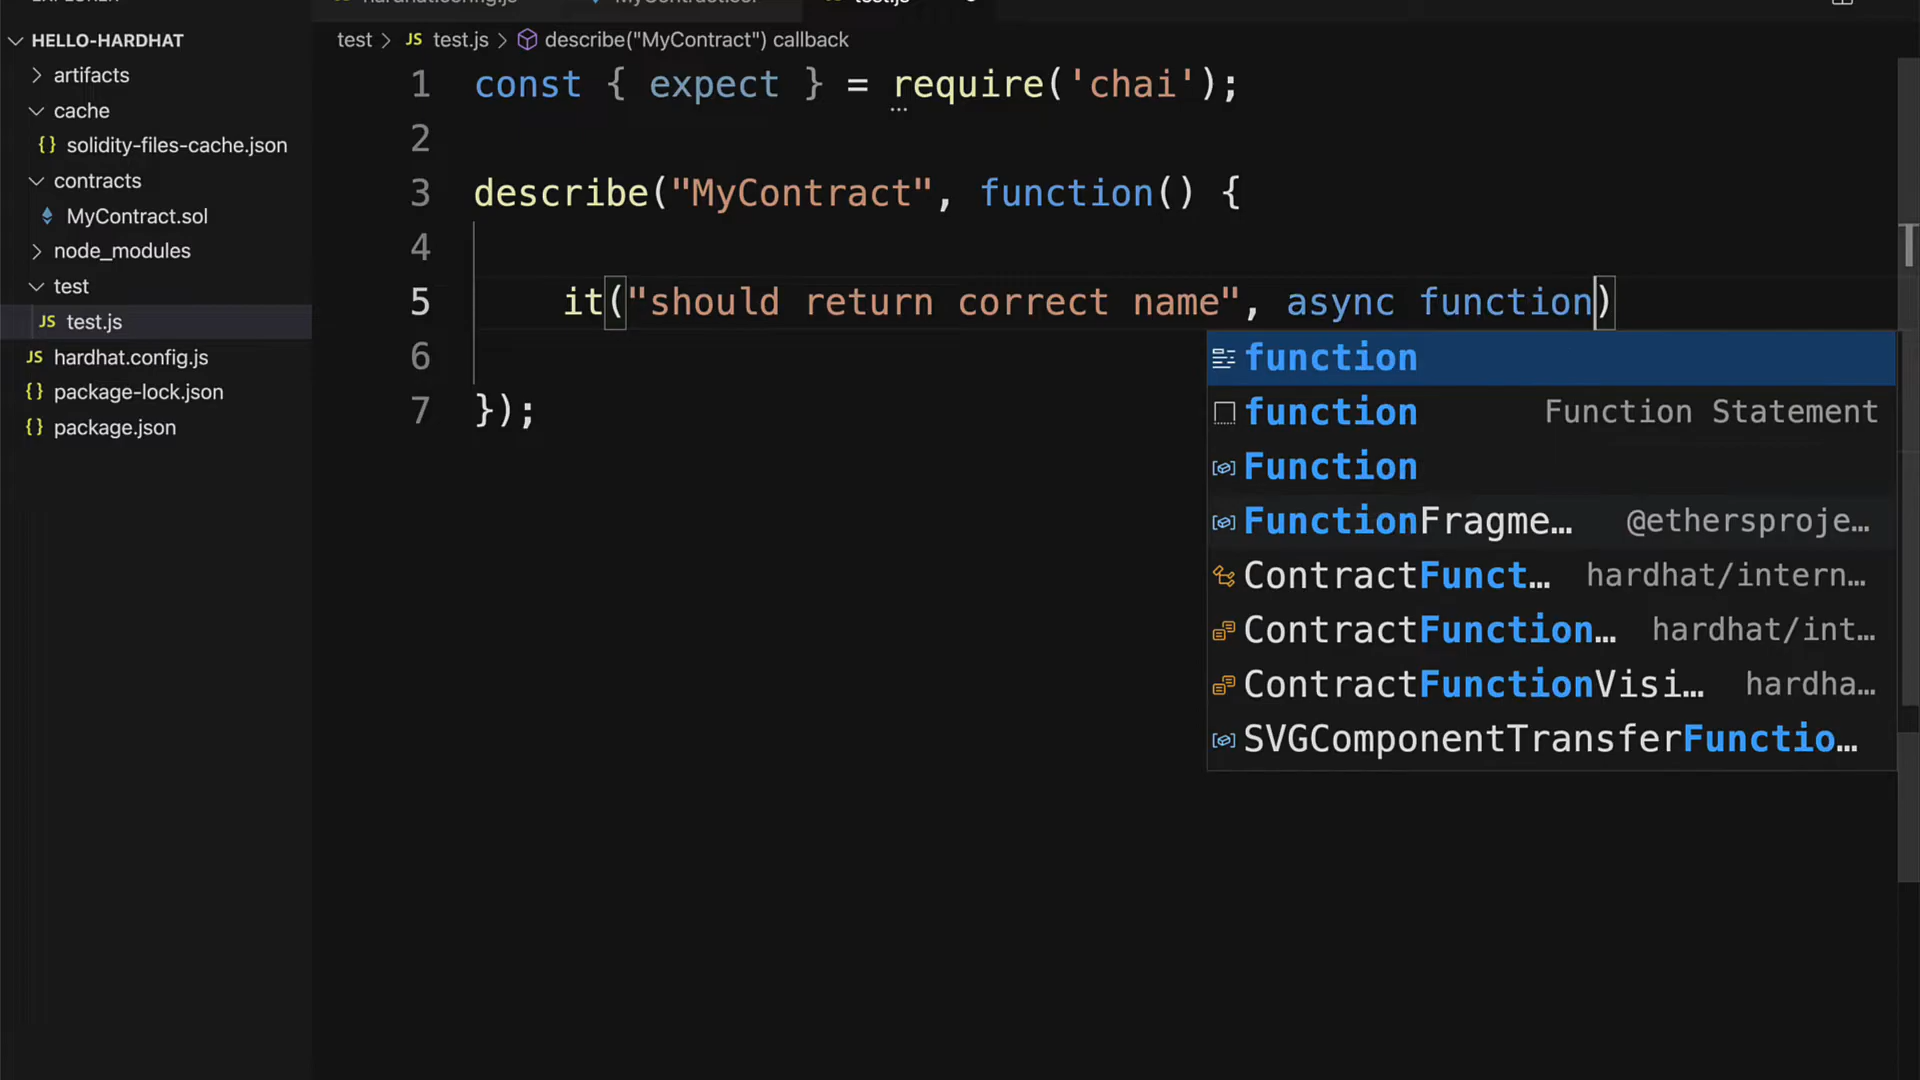 HELLO-HARDHAT
artifacts
cache
{} solidity-files-cache.json
contracts
MyContract.sol
node_modules
test
JS test.js
JS hardhat.config.js
{} package-lock.json
{} package.json
test > JS test.js > describe("MyContract") callback
1 const { expect } = require('chai');
2
3 describe("MyContract", function() {
4
5 it("should return correct name", async function)
6
7 });
function
function Function Statement
Function
FunctionFragme… @ethersproje…
ContractFunct… hardhat/intern…
ContractFunction… hardhat/int…
ContractFunctionVisi… hardha…
SVGComponentTransferFunctio…